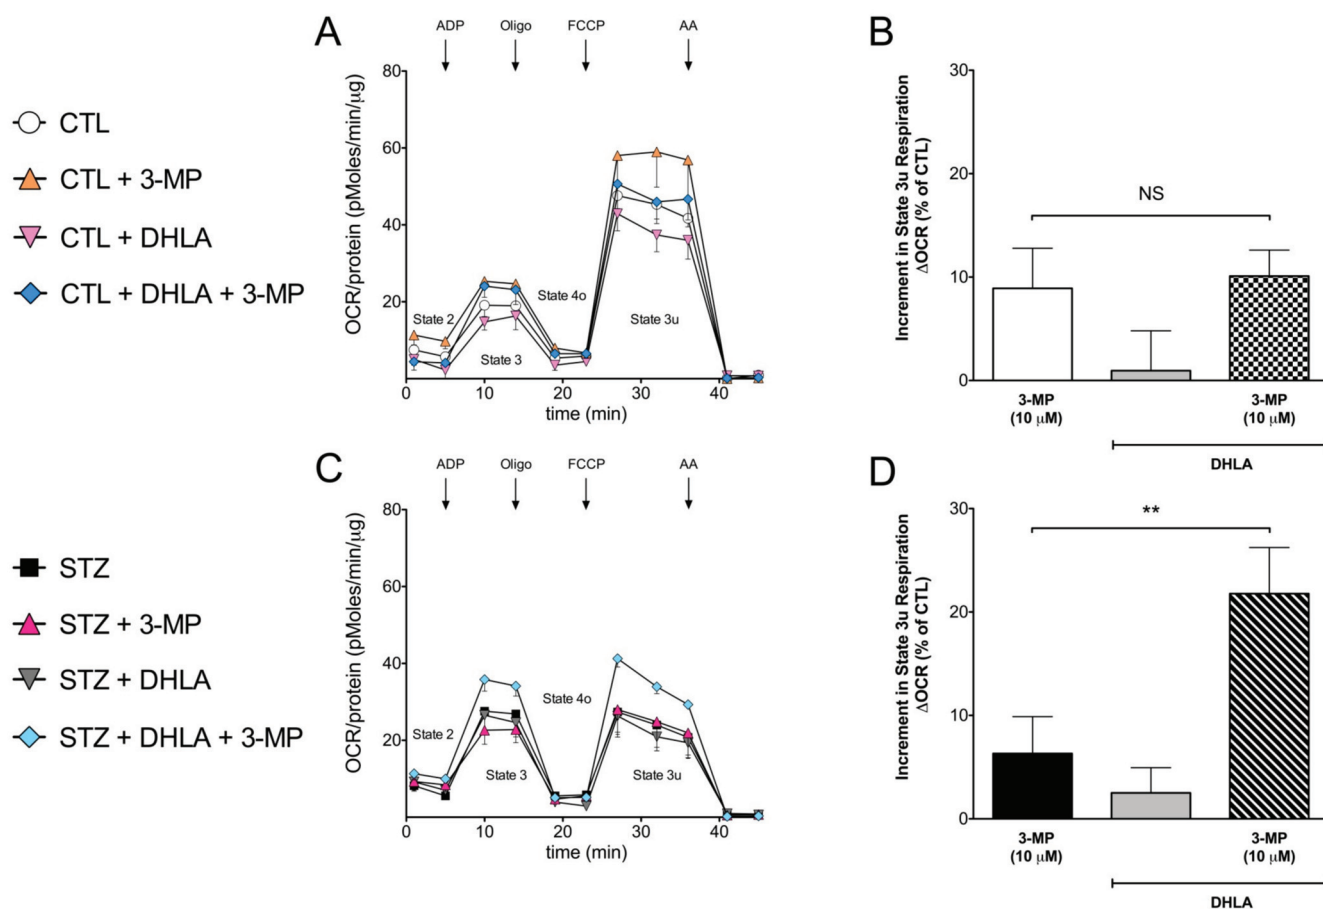 CTL
CTL + 3-MP
CTL + DHLA
CTL + DHLA + 3-MP
A
ADP Oligo FCCP AA
OCR/protein (pMoles/min/µg)
80
60
40
20
State 2
State 3
State 4o
State 3u
0 10 20 30 40
time (min)
B
Increment in State 3u Respiration
ΔOCR (% of CTL)
30
20
10
0
NS
3-MP
(10 µM)
3-MP
(10 µM)
DHLA
STZ
STZ + 3-MP
STZ + DHLA
STZ + DHLA + 3-MP
C
ADP Oligo FCCP AA
OCR/protein (pMoles/min/µg)
80
60
40
20
State 2
State 3
State 4o
State 3u
0 10 20 30 40
time (min)
D
Increment in State 3u Respiration
ΔOCR (% of CTL)
30
20
10
0
**
3-MP
(10 µM)
3-MP
(10 µM)
DHLA